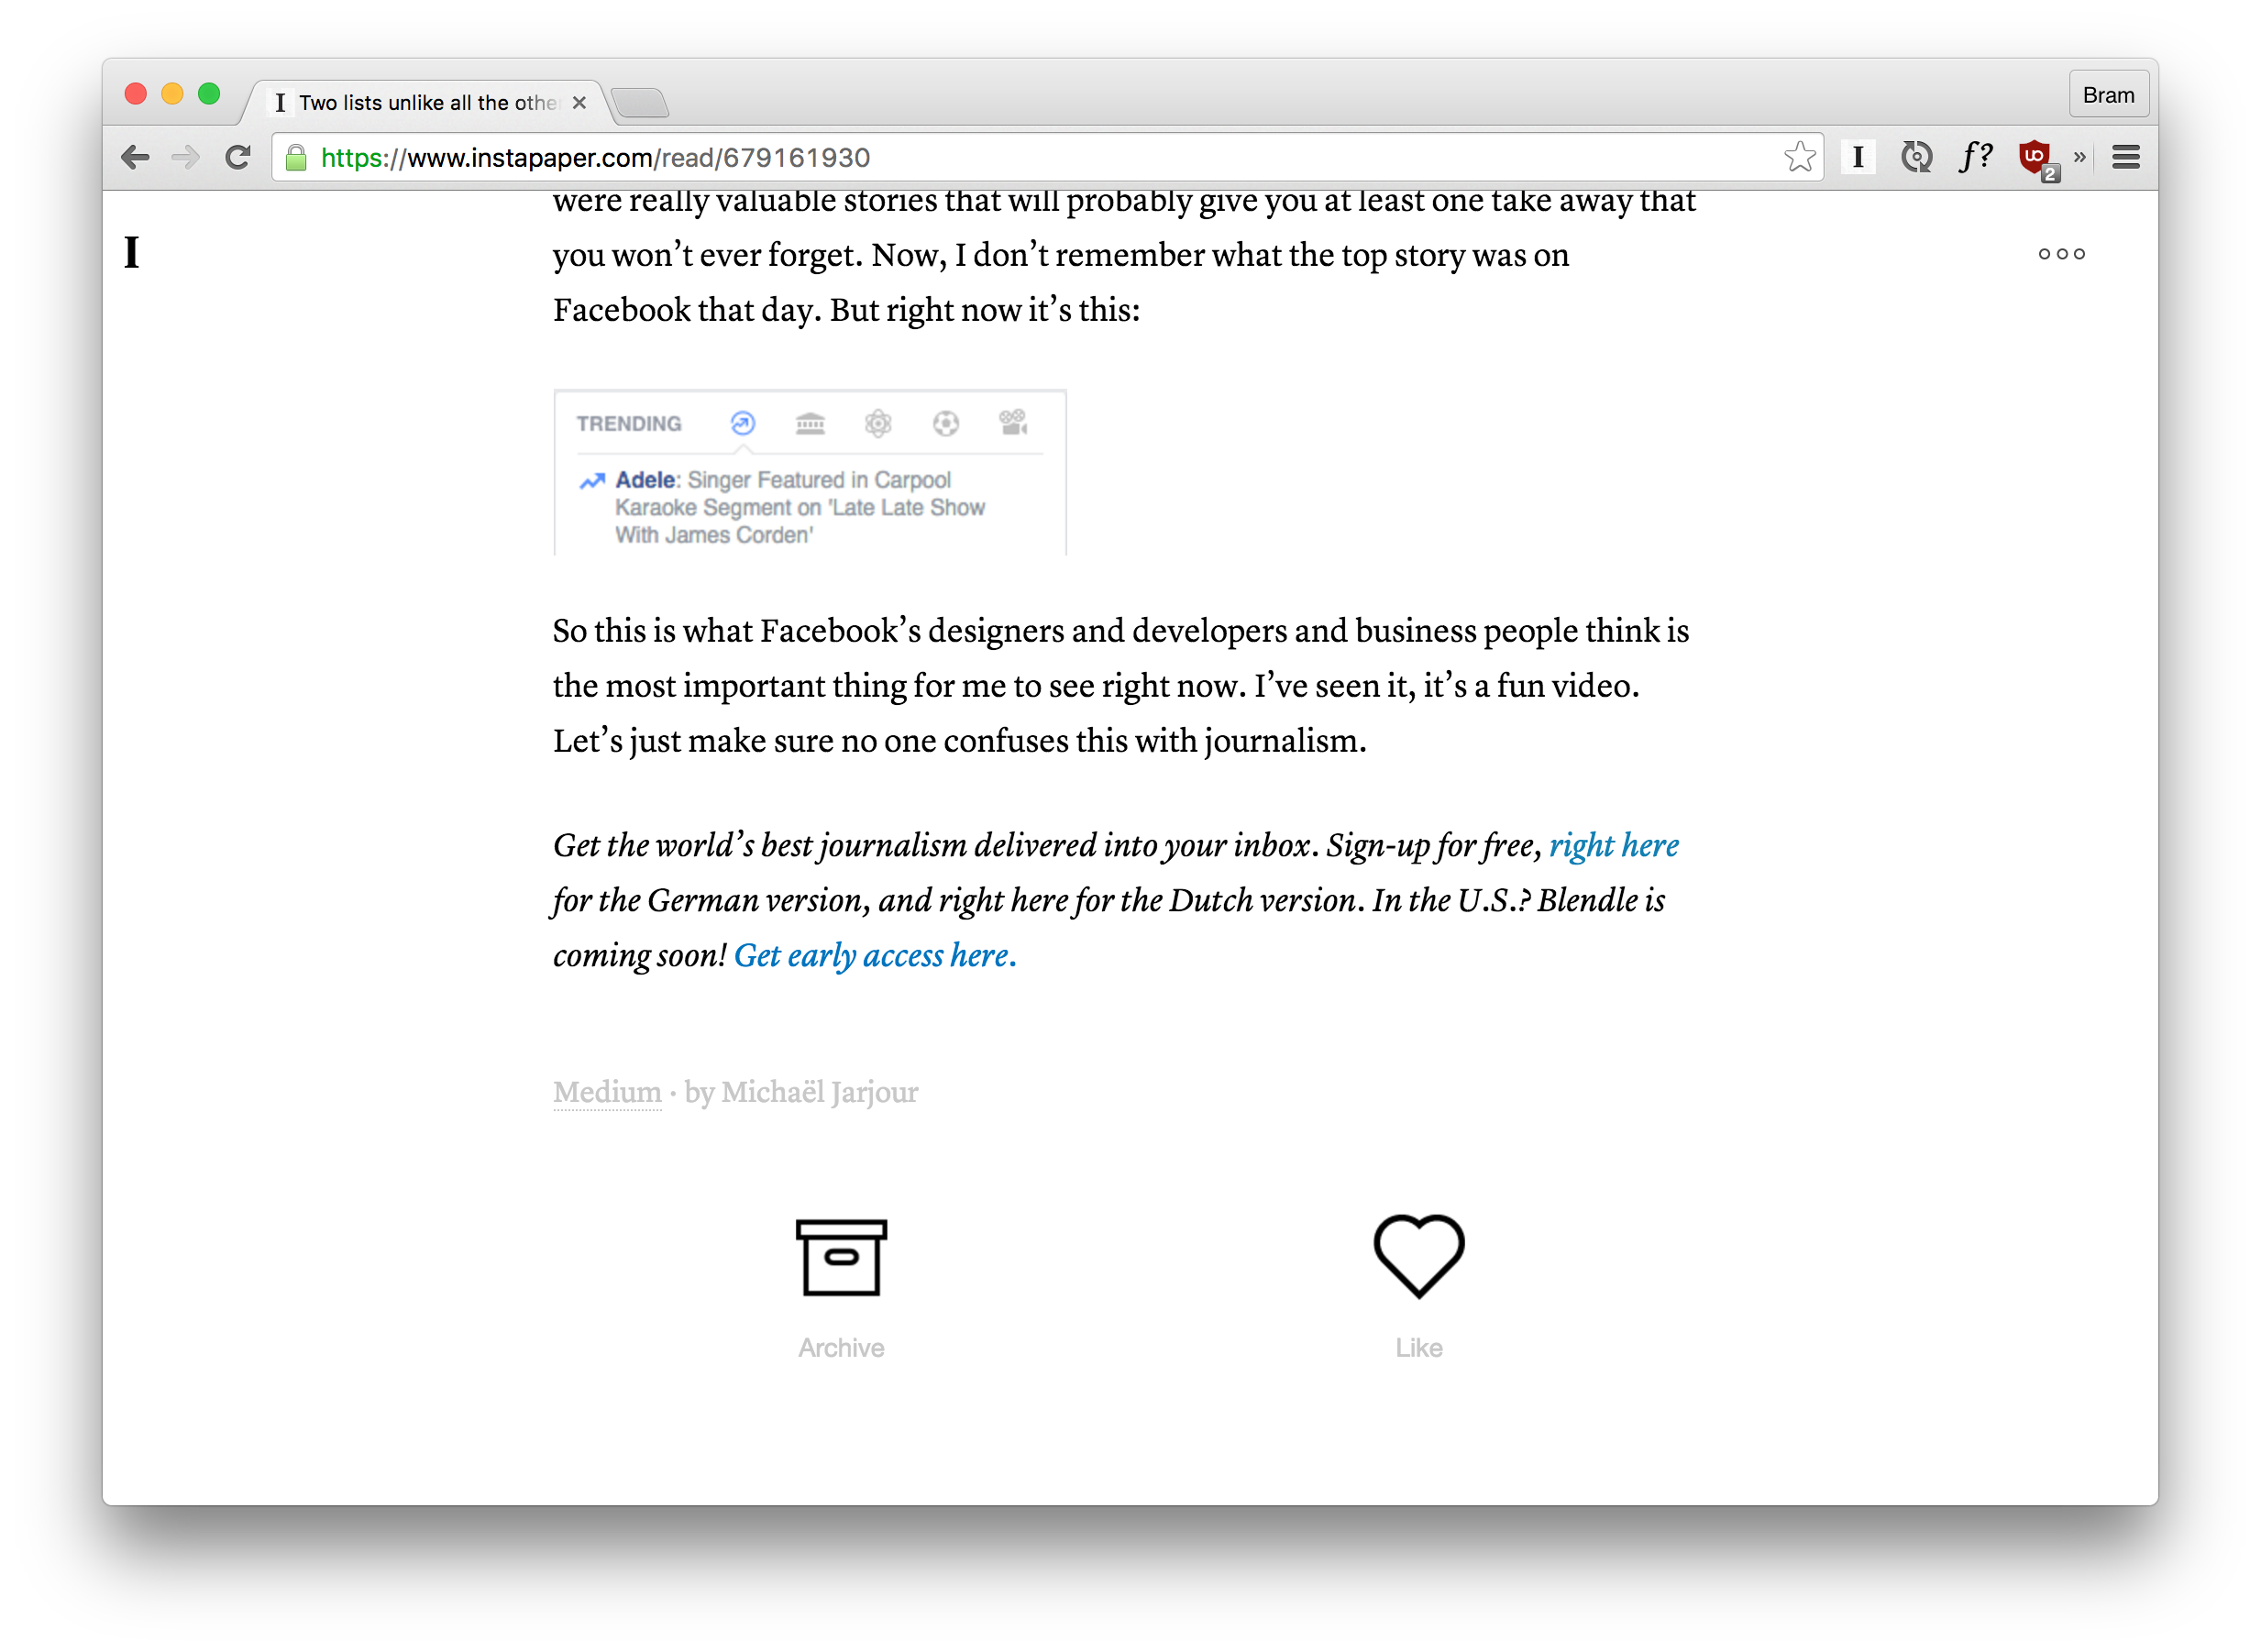 I Two lists unlike all the othe
Bram
https://www.instapaper.com/read/679161930
I
f?
2
»
were really valuable stories that will probably give you at least one take away that
I
you won’t ever forget. Now, I don’t remember what the top story was on
Facebook that day. But right now it’s this:
TRENDING
Adele: Singer Featured in Carpool
Karaoke Segment on 'Late Late Show
With James Corden'
So this is what Facebook’s designers and developers and business people think is
the most important thing for me to see right now. I’ve seen it, it’s a fun video.
Let’s just make sure no one confuses this with journalism.
Get the world’s best journalism delivered into your inbox. Sign-up for free, right here
for the German version, and right here for the Dutch version. In the U.S.? Blendle is
coming soon! Get early access here.
Medium · by Michaël Jarjour
Archive
Like